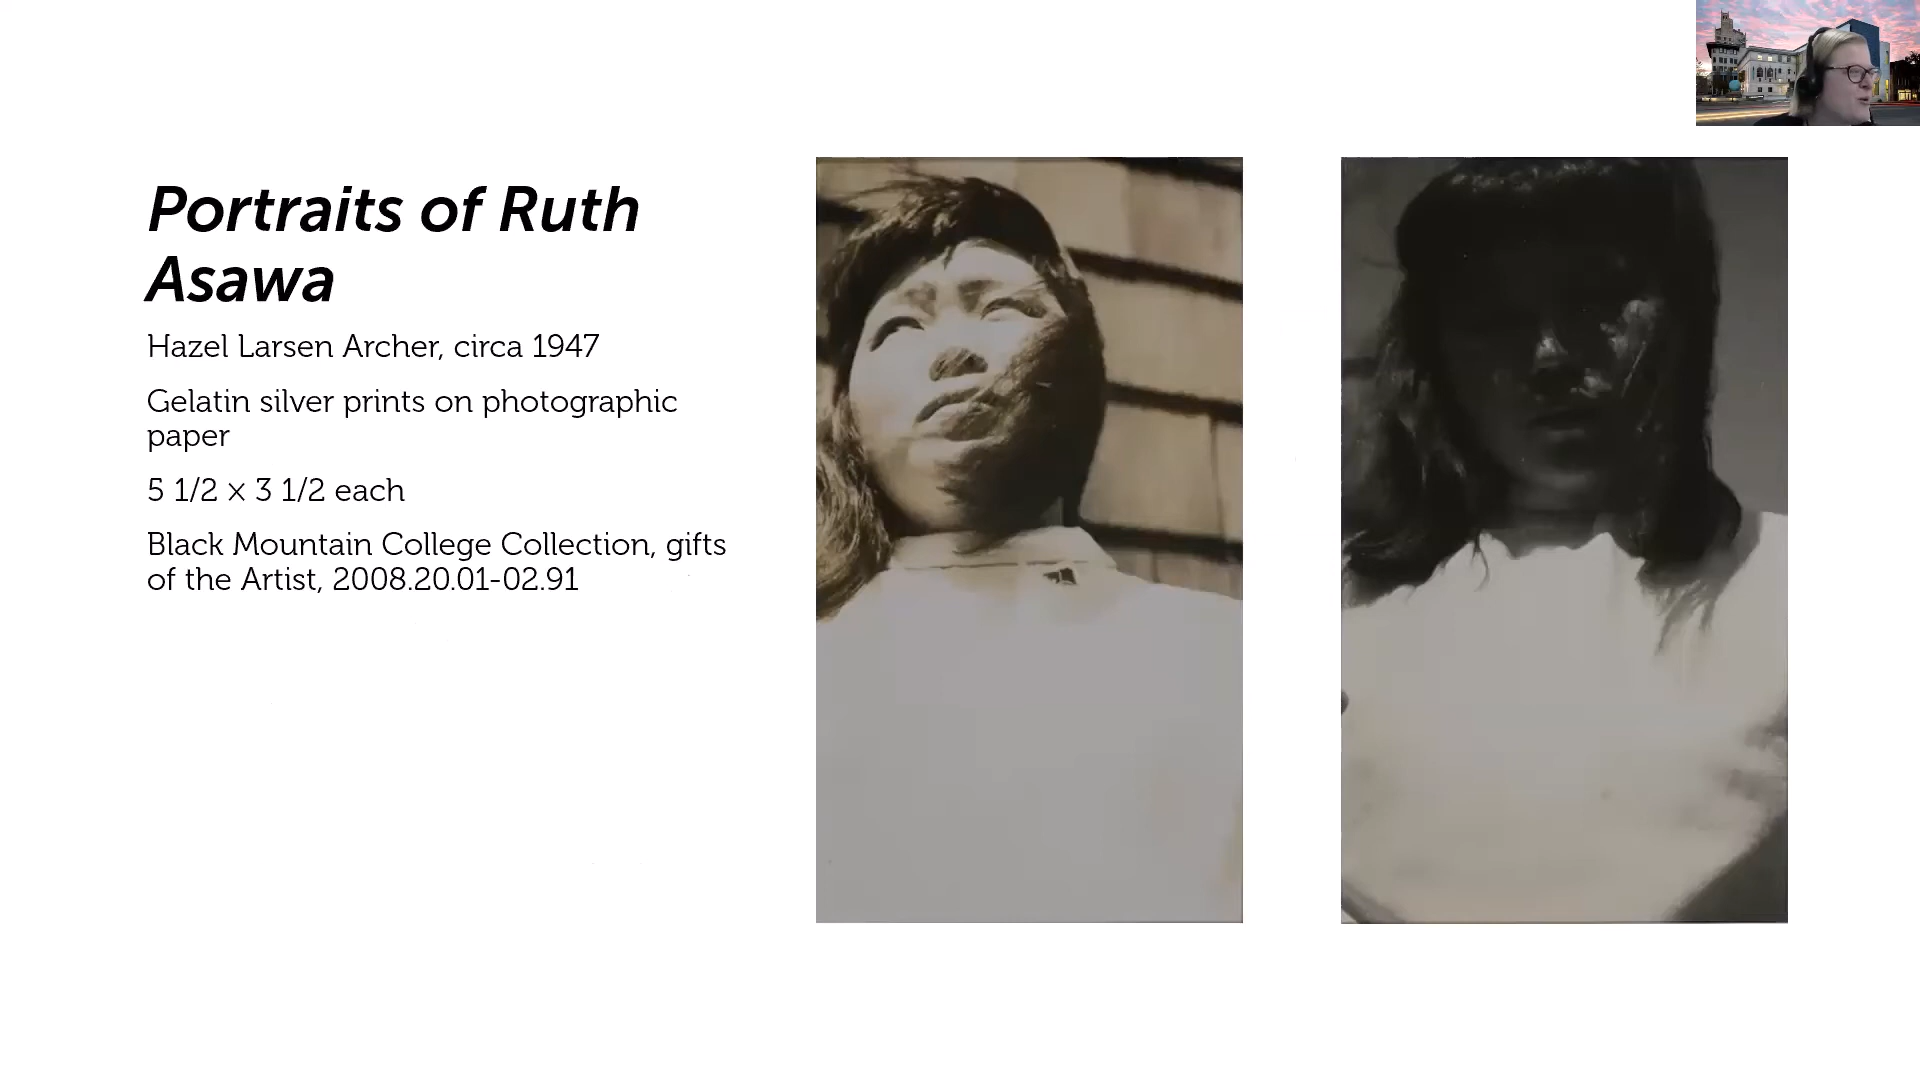 Portraits of Ruth
Asawa
Hazel Larsen Archer, circa 1947
Gelatin silver prints on photographic
paper
5 1/2 × 3 1/2 each
Black Mountain College Collection, gifts
of the Artist, 2008.20.01-02.91